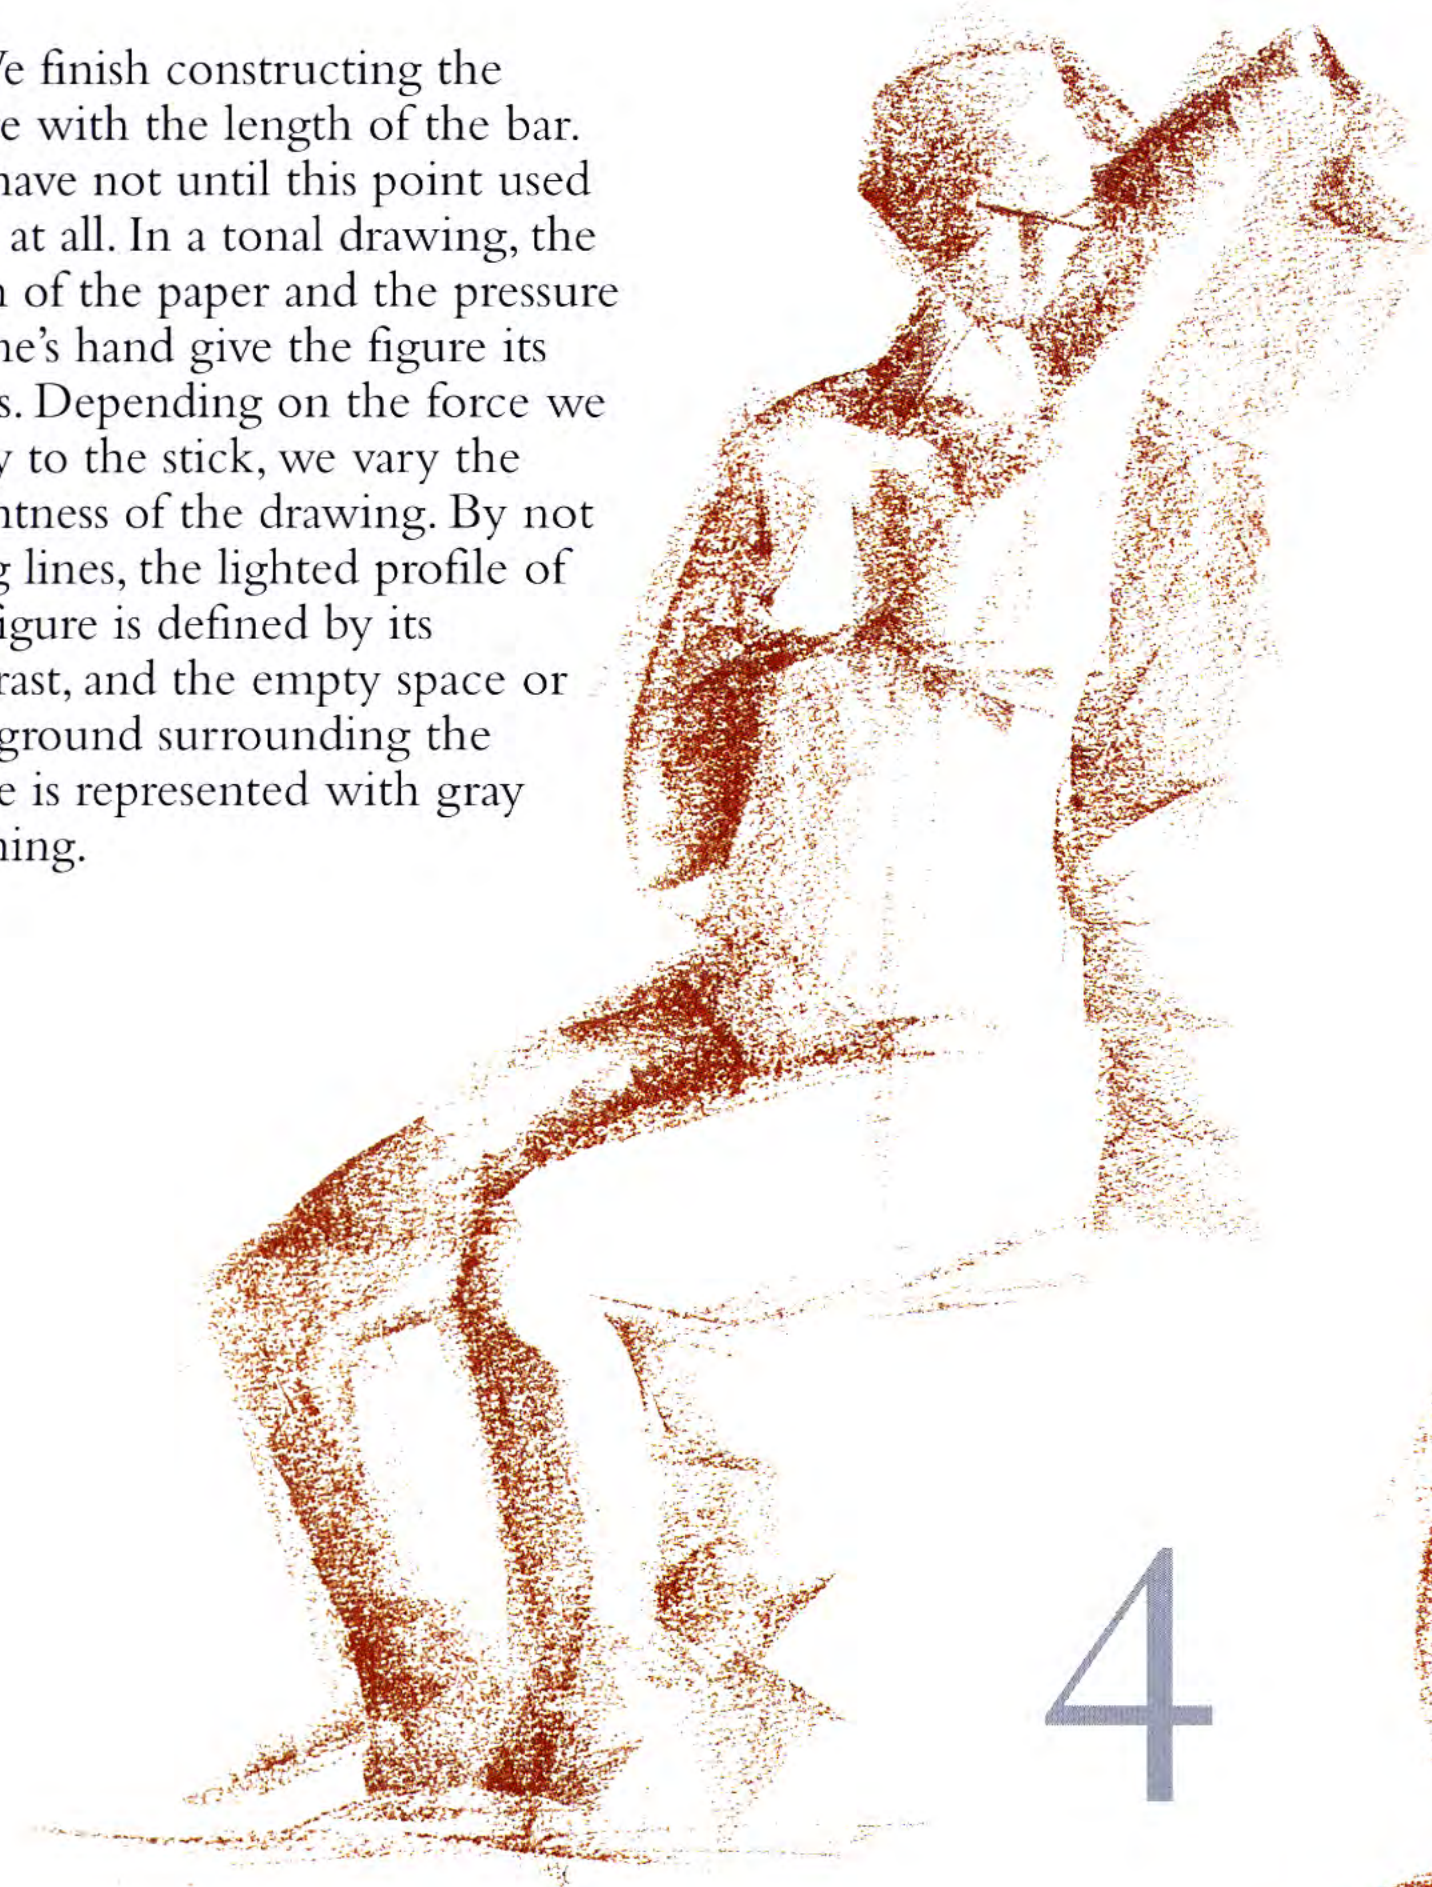 e finish constructing the
e with the length of the bar.
have not until this point used
at all. In a tonal drawing, the
n of the paper and the pressure
ne's hand give the figure its
s. Depending on the force we
y to the stick, we vary the
htness of the drawing. By not
g lines, the lighted profile of
igure is defined by its
rast, and the empty space or
ground surrounding the
e is represented with gray
hing.
4